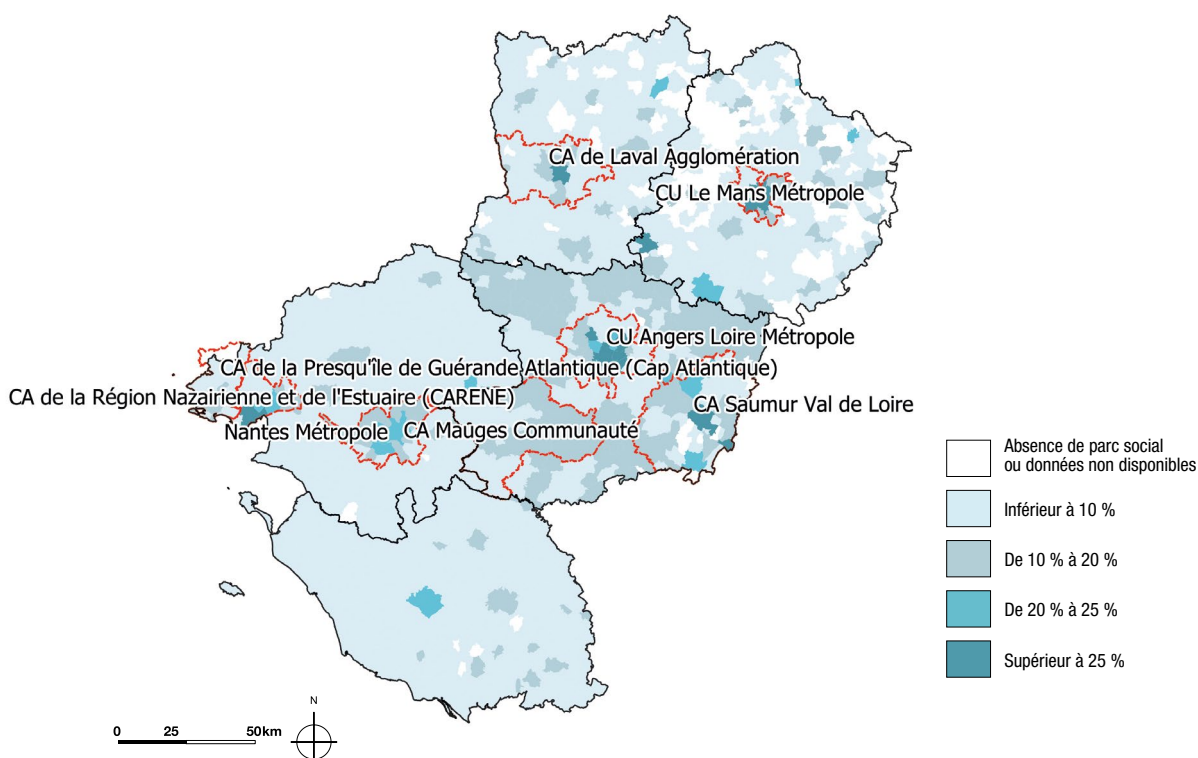 CA de Laval Agglomération
CU Le Mans Métropole
CU Angers Loire Métropole
CA de la Presqu'île de Guérande Atlantique (Cap Atlantique)
CA de la Région Nazairienne et de l'Estuaire (CARENE)
CA Saumur Val de Loire
Nantes Métropole
CA Mauges Communauté
Absence de parc social
ou données non disponibles
Inférieur à 10 %
De 10 % à 20 %
De 20 % à 25 %
Supérieur à 25 %
N
0 25 50km